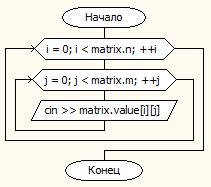 Начало
i = 0; i < matrix.n; ++i
j = 0; j < matrix.m; ++j
cin >> matrix.value[i][j]
Конец